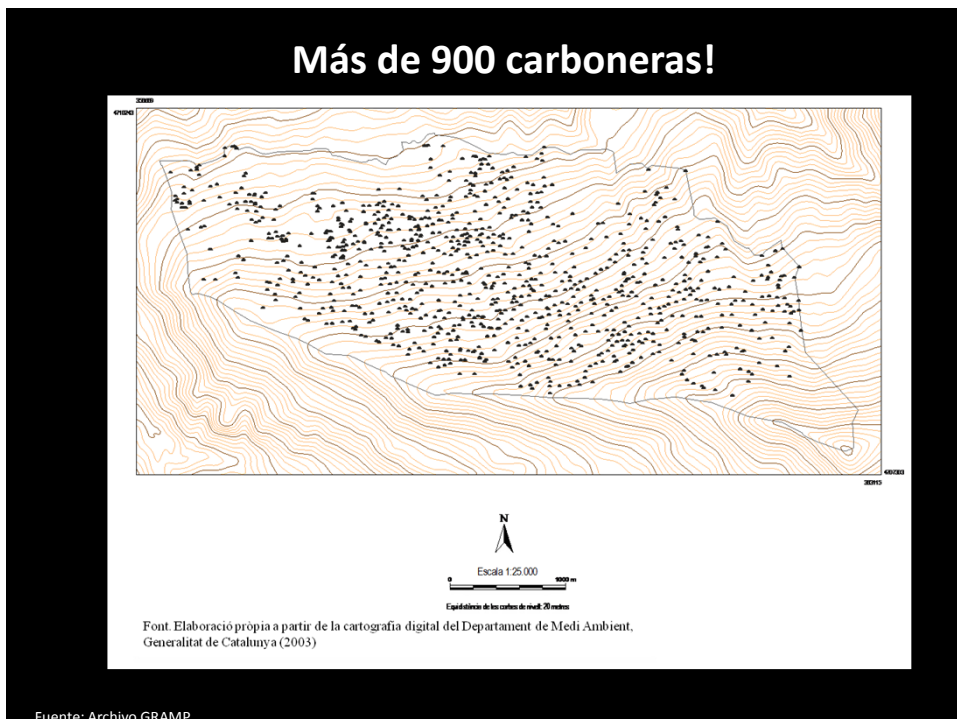 Más de 900 carboneras!
N
Escala 1:25.000
0 1000 m
Equidistància de les corbes de nivell: 20 metres
Font. Elaboració pròpia a partir de la cartografia digital del Departament de Medi Ambient,
Generalitat de Catalunya (2003)
Fuente: Archivo GRAMP